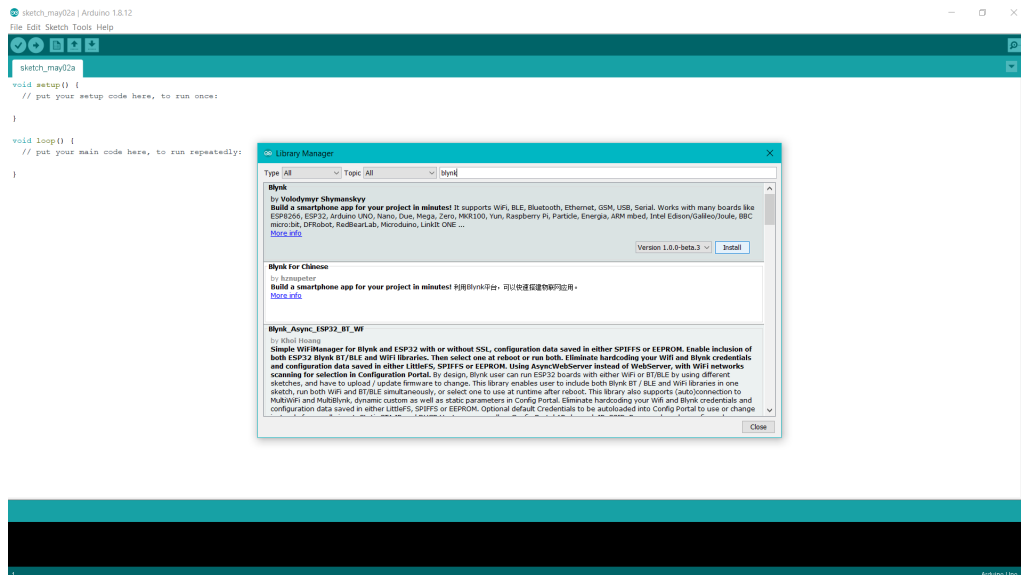 sketch_may02a | Arduino 1.8.12
File Edit Sketch Tools Help
sketch_may02a
void setup() {
// put your setup code here, to run once:
}
void loop() {
// put your main code here, to run repeatedly:
}
Library Manager
Type All Topic All blynk
Blynk
by Volodymyr Shymanskyy
Build a smartphone app for your project in minutes! It supports WiFi, BLE, Bluetooth, Ethernet, GSM, USB, Serial. Works with many boards like
ESP8266, ESP32, Arduino UNO, Nano, Due, Mega, Zero, MKR100, Yun, Raspberry Pi, Particle, Energia, ARM mbed, Intel Edison/Galileo/Joule, BBC
micro:bit, DFRobot, RedBearLab, Microduino, LinkIt ONE ...
More info
Version 1.0.0-beta.3 Install
Blynk For Chinese
by hznupeter
Build a smartphone app for your project in minutes! 利用Blynk平台，可以快速搭建物联网应用。
More info
Blynk_Async_ESP32_BT_WF
by Khoi Hoang
Simple WiFiManager for Blynk and ESP32 with or without SSL, configuration data saved in either SPIFFS or EEPROM. Enable inclusion of
both ESP32 Blynk BT/BLE and WiFi libraries. Then select one at reboot or run both. Eliminate hardcoding your Wifi and Blynk credentials
and configuration data saved in either LittleFS, SPIFFS or EEPROM. Using AsyncWebServer instead of WebServer, with WiFi networks
scanning for selection in Configuration Portal. By design, Blynk user can run ESP32 boards with either WiFi or BT/BLE by using different
sketches, and have to upload / update firmware to change. This library enables user to include both Blynk BT / BLE and WiFi libraries in one
sketch, run both WiFi and BT/BLE simultaneously, or select one to use at runtime after reboot. This library also supports (auto)connection to
MultiWiFi and MultiBlynk, dynamic custom as well as static parameters in Config Portal. Eliminate hardcoding your Wifi and Blynk credentials and
configuration data saved in either LittleFS, SPIFFS or EEPROM. Optional default Credentials to be autoloaded into Config Portal to use or change
Close
1
Arduino Uno